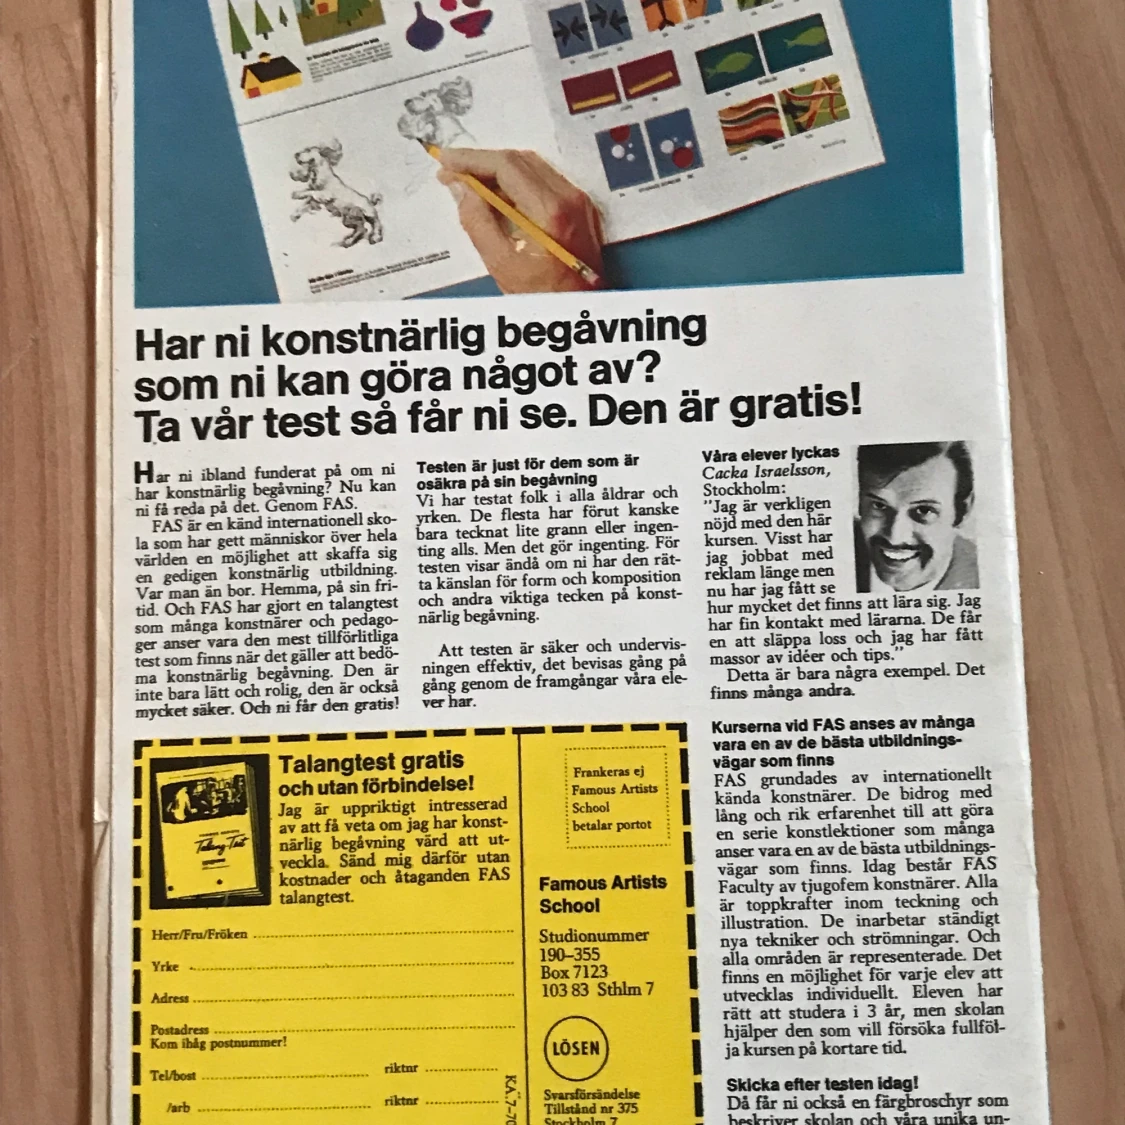 Har ni konstnärlig begåvning
som ni kan göra något av?
Ta vår test så får ni se. Den är gratis!
Har ni ibland funderat på om ni
har konstnärlig begåvning? Nu kan
ni få reda på det. Genom FAS.
FAS är en känd internationell sko-
la som har gett människor över hela
världen en möjlighet att skaffa sig
en gedigen konstnärlig utbildning.
Var man än bor. Hemma, på sin fri-
tid. Och FAS har gjort en talangtest
som många konstnärer och pedago-
ger anser vara den mest tillförlitliga
test som finns när det gäller att bedö-
ma konstnärlig begåvning. Den är
inte bara lätt och rolig, den är också
mycket säker. Och ni får den gratis!
Testen är just för dem som är
osäkra på sin begåvning
Vi har testat folk i alla åldrar och
yrken. De flesta har förut kanske
bara tecknat lite grann eller ingen-
ting alls. Men det gör ingenting. För
testen visar ändå om ni har den rät-
ta känslan för form och komposition
och andra viktiga tecken på konst-
närlig begåvning.
Att testen är säker och undervis-
ningen effektiv, det bevisas gång på
gång genom de framgångar våra ele-
ver har.
Våra elever lyckas
Cacka Israelsson,
Stockholm:
"Jag är verkligen
nöjd med den här
kursen. Visst har
jag jobbat med
reklam länge men
nu har jag fått se
hur mycket det finns att lära sig. Jag
har fin kontakt med lärarna. De får
en att släppa loss och jag har fått
massor av idéer och tips."
Detta är bara några exempel. Det
finns många andra.
Kurserna vid FAS anses av många
vara en av de bästa utbildnings-
vägar som finns
FAS grundades av internationellt
kända konstnärer. De bidrog med
lång och rik erfarenhet till att göra
en serie konstlektioner som många
anser vara en av de bästa utbildnings-
vägar som finns. Idag består FAS
Faculty av tjugofem konstnärer. Alla
är toppkrafter inom teckning och
illustration. De inarbetar ständigt
nya tekniker och strömningar. Och
alla områden är representerade. Det
finns en möjlighet för varje elev att
utvecklas individuellt. Eleven har
rätt att studera i 3 år, men skolan
hjälper den som vill försöka fullföl-
ja kursen på kortare tid.
Skicka efter testen idag!
Då får ni också en färgbroschyr som
beskriver skolan och våra unika un-
Talangtest gratis
och utan förbindelse!
Jag är uppriktigt intresserad
av att få veta om jag har konst-
närlig begåvning värd att ut-
veckla. Sänd mig därför utan
kostnader och åtaganden FAS
talangtest.
Talang-Test
Herr/Fru/Fröken
Yrke
Adress
Postadress
Kom ihåg postnummer!
Tel/bost riktnr
/arb riktnr
KA.7-70
Frankeras ej
Famous Artists
School
betalar portot
Famous Artists
School
Studionummer
190–355
Box 7123
103 83 Sthlm 7
LÖSEN
Svarsförsändelse
Tillstånd nr 375
Stockholm 7